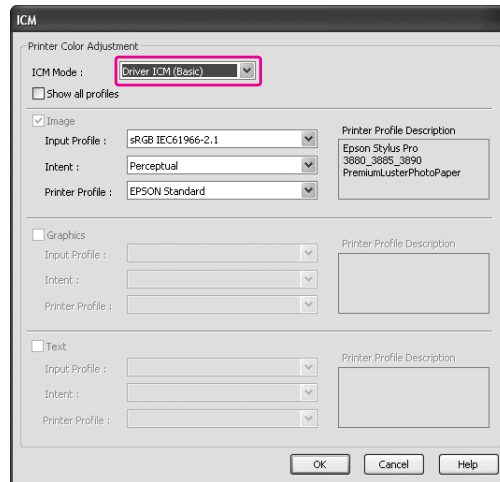 ICM
Printer Color Adjustment
ICM Mode :
Driver ICM (Basic)
Show all profiles
Image
Input Profile :
sRGB IEC61966-2.1
Intent :
Perceptual
Printer Profile :
EPSON Standard
Printer Profile Description
Epson Stylus Pro
3880_3885_3890
PremiumLusterPhotoPaper
Graphics
Input Profile :
Intent :
Printer Profile :
Printer Profile Description
Text
Input Profile :
Intent :
Printer Profile :
Printer Profile Description
OK
Cancel
Help